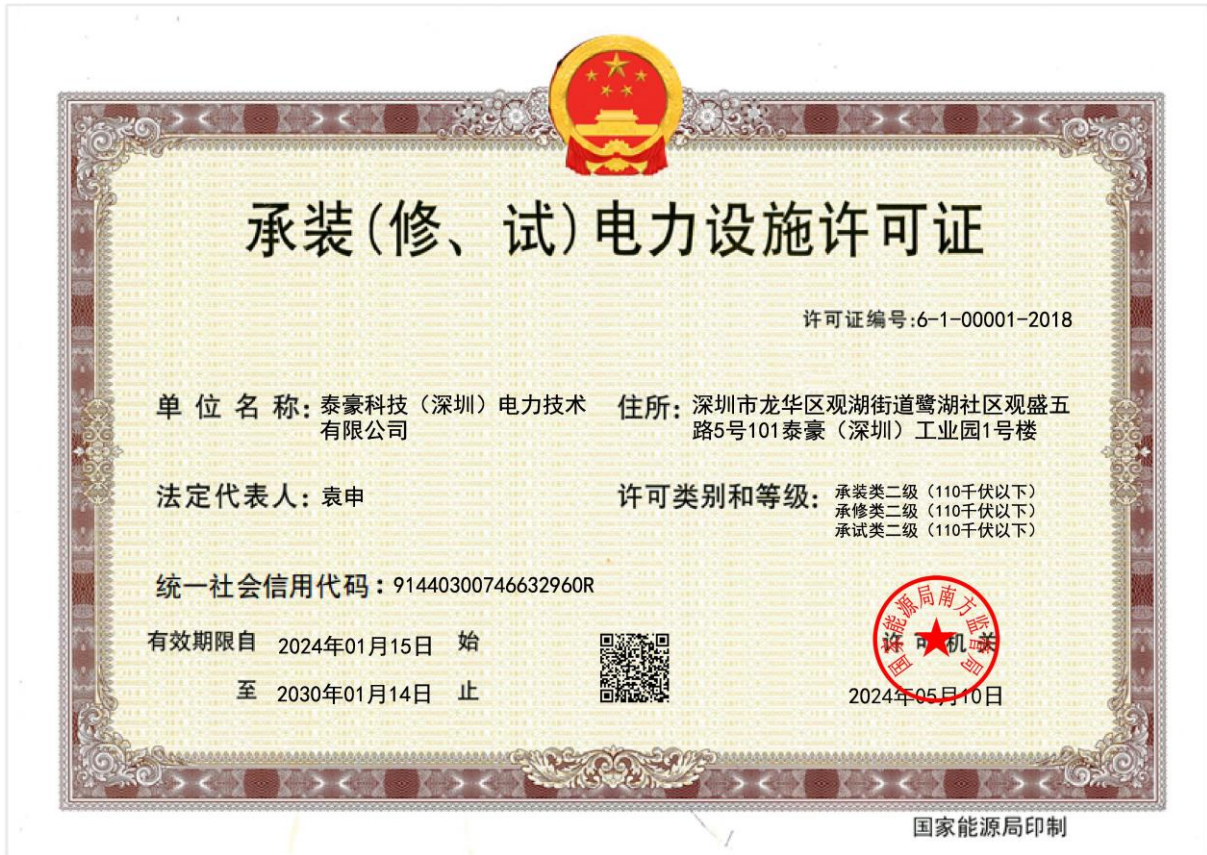 承装(修、试)电力设施许可证
许可证编号:6-1-00001-2018
单位名称:泰豪科技（深圳）电力技术
有限公司
住所:深圳市龙华区观湖街道鹭湖社区观盛五
路5号101泰豪（深圳）工业园1号楼
法定代表人:袁申
许可类别和等级:承装类二级（110千伏以下）
承修类二级（110千伏以下）
承试类二级（110千伏以下）
统一社会信用代码:91440300746632960R
有效期限自 2024年01月15日 始
至 2030年01月14日 止
国家能源局南方监管局
许可机关
2024年05月10日
国家能源局印制